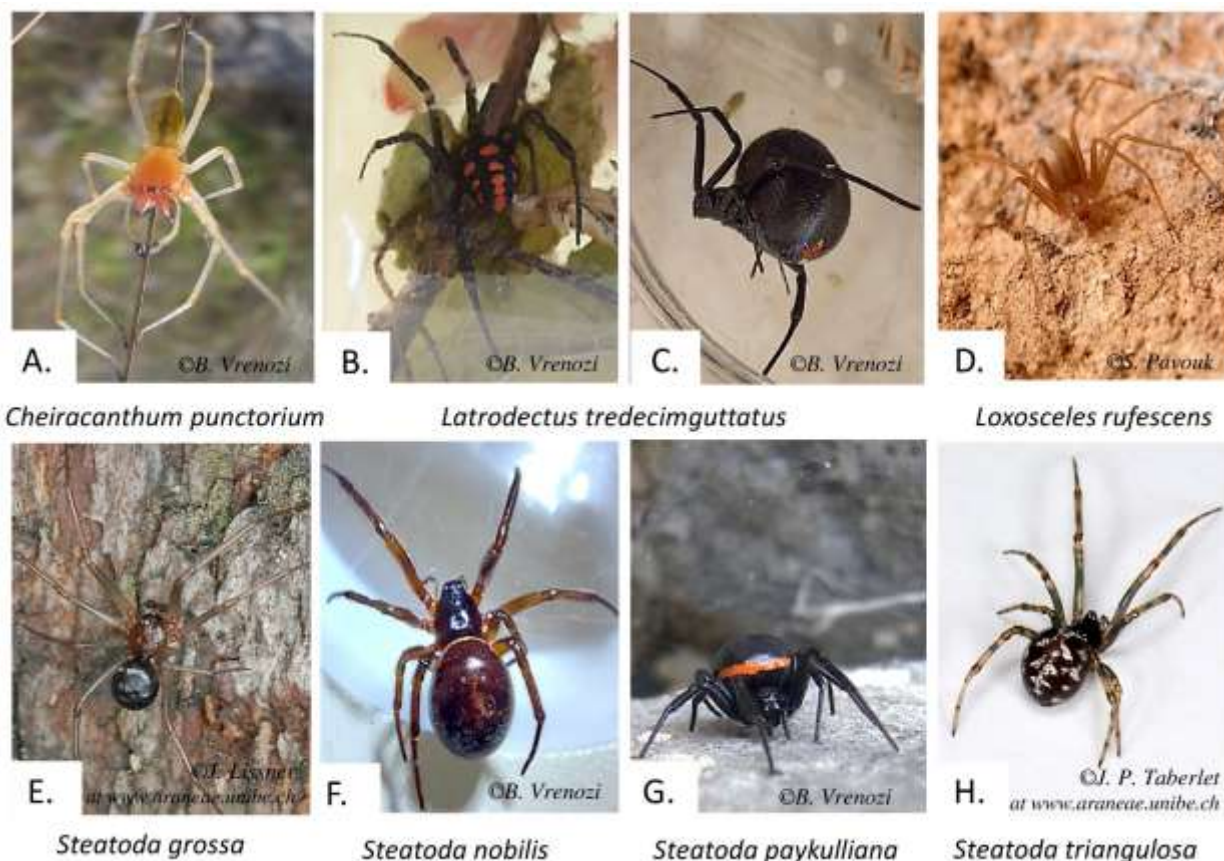 A.
©B. Vrenozi
B.
©B. Vrenozi
C.
©B. Vrenozi
D.
©S. Pavouk
Cheiracanthum punctorium
Latrodectus tredecimguttatus
Loxosceles rufescens
E.
©J. Lissner
at www.araneae.unibe.ch
F.
©B. Vrenozi
G.
©B. Vrenozi
H.
©J. P. Taberlet
at www.araneae.unibe.ch
Steatoda grossa
Steatoda nobilis
Steatoda paykulliana
Steatoda triangulosa